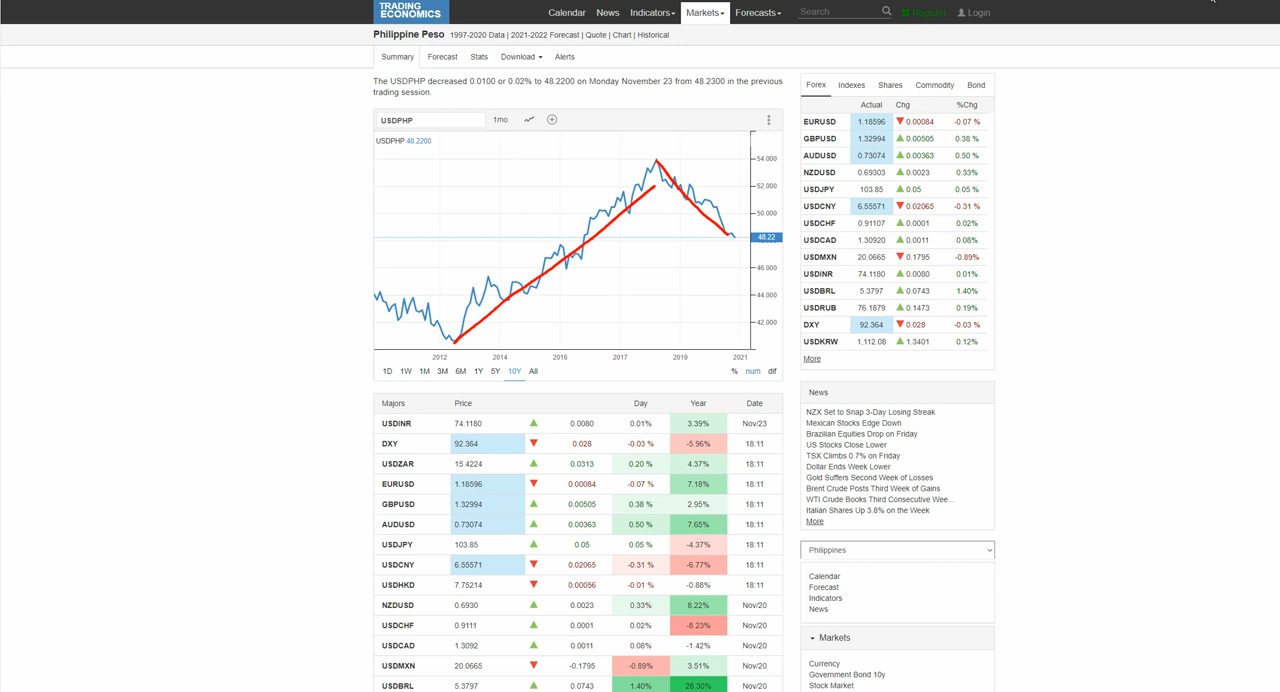 TRADING
ECONOMICS
Calendar News Indicators Markets Forecasts Search Register Login
Philippine Peso 1997-2020 Data | 2021-2022 Forecast | Quote | Chart | Historical
Summary Forecast Stats Download Alerts
The USDPHP decreased 0.0100 or 0.02% to 48.2200 on Monday November 23 from 48.2300 in the previous
trading session.
USDPHP 1mo
USDPHP 48.2200
54.000
52.000
50.000
48.22
46.000
44.000
42.000
2012 2014 2016 2017 2019 2021
1D 1W 1M 3M 6M 1Y 5Y 10Y All % num dif
Majors Price Day Year Date
USDINR 74.1180 0.0080 0.01% 3.39% Nov/23
DXY 92.364 0.028 -0.03 % -5.96% 18:11
USDZAR 15.4224 0.0313 0.20 % 4.37% 18:11
EURUSD 1.18596 0.00084 -0.07 % 7.18% 18:11
GBPUSD 1.32994 0.00505 0.38 % 2.95% 18:11
AUDUSD 0.73074 0.00363 0.50 % 7.65% 18:11
USDJPY 103.85 0.05 0.05 % -4.37% 18:11
USDCNY 6.55571 0.02065 -0.31 % -6.77% 18:11
USDHKD 7.75214 0.00056 -0.01 % -0.88% 18:11
NZDUSD 0.6930 0.0023 0.33% 8.22% Nov/20
USDCHF 0.9111 0.0001 0.02% -8.23% Nov/20
USDCAD 1.3092 0.0011 0.08% -1.42% Nov/20
USDMXN 20.0665 -0.1795 -0.89% 3.51% Nov/20
USDBRL 5.3797 0.0743 1.40% 28.30% Nov/20
Forex Indexes Shares Commodity Bond
Actual Chg %Chg
EURUSD 1.18596 0.00084 -0.07 %
GBPUSD 1.32994 0.00505 0.38 %
AUDUSD 0.73074 0.00363 0.50 %
NZDUSD 0.69303 0.0023 0.33%
USDJPY 103.85 0.05 0.05 %
USDCNY 6.55571 0.02065 -0.31 %
USDCHF 0.91107 0.0001 0.02%
USDCAD 1.30920 0.0011 0.08%
USDMXN 20.0665 0.1795 -0.89%
USDINR 74.1180 0.0080 0.01%
USDBRL 5.3797 0.0743 1.40%
USDRUB 76.1879 0.1473 0.19%
DXY 92.364 0.028 -0.03 %
USDKRW 1,112.08 1.3401 0.12%
More
News
NZX Set to Snap 3-Day Losing Streak
Mexican Stocks Edge Down
Brazilian Equities Drop on Friday
US Stocks Close Lower
TSX Climbs 0.7% on Friday
Dollar Ends Week Lower
Gold Suffers Second Week of Losses
Brent Crude Posts Third Week of Gains
WTI Crude Books Third Consecutive Wee...
Italian Shares Up 3.8% on the Week
More
Philippines
Calendar
Forecast
Indicators
News
Markets
Currency
Government Bond 10y
Stock Market